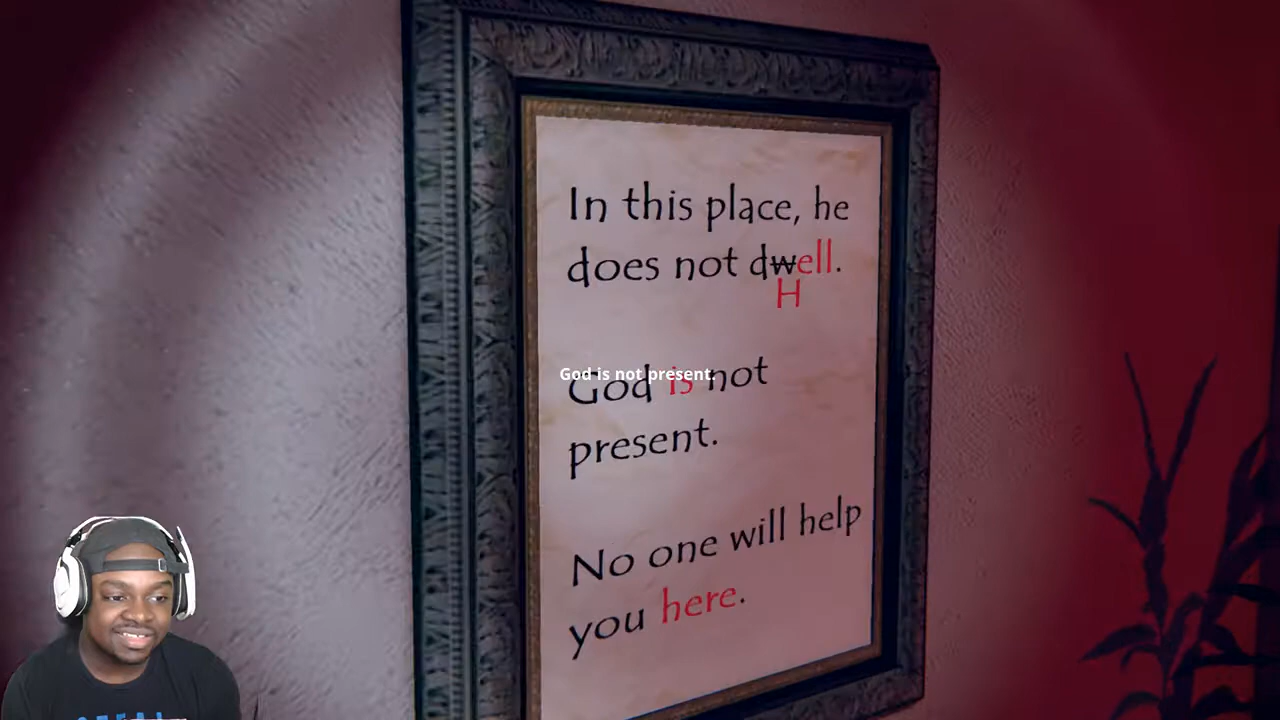 In this place, he
does not dwell.
H
God is not present.
God is not
present.
No one will help
you here.